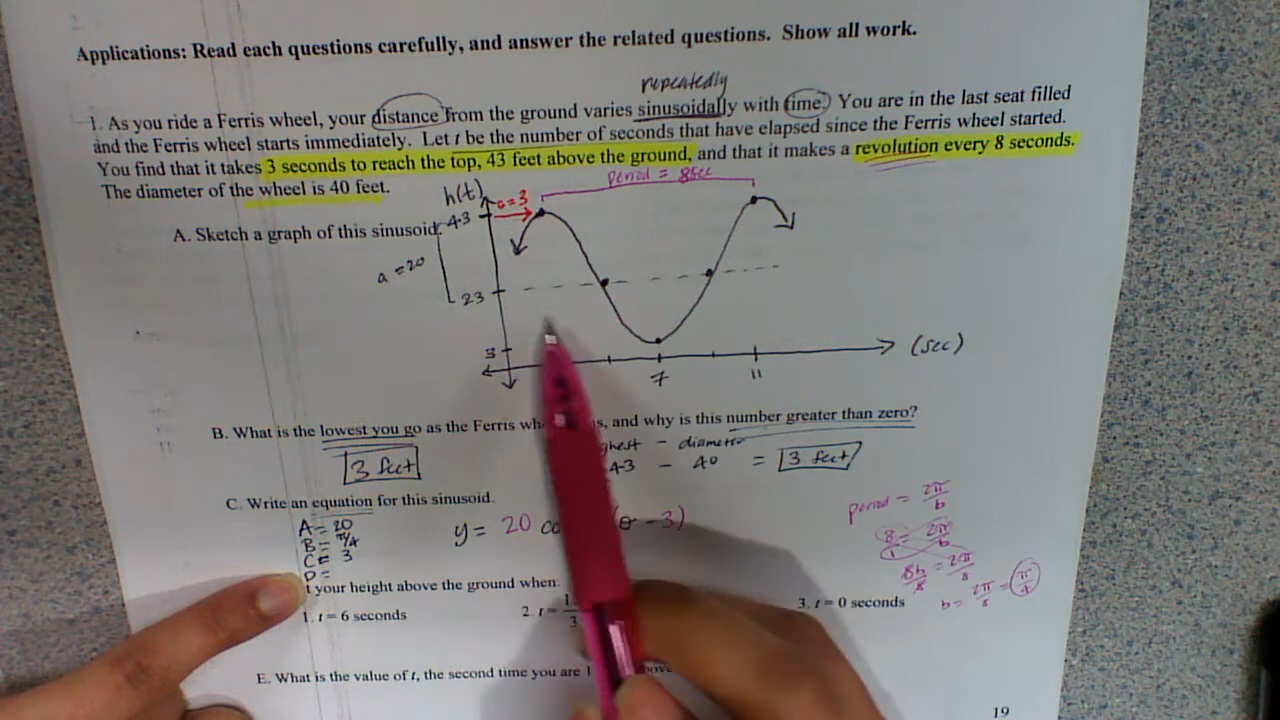 Applications: Read each questions carefully, and answer the related questions. Show all work.
repeatedly
1. As you ride a Ferris wheel, your distance from the ground varies sinusoidally with time. You are in the last seat filled
and the Ferris wheel starts immediately. Let t be the number of seconds that have elapsed since the Ferris wheel started.
You find that it takes 3 seconds to reach the top, 43 feet above the ground, and that it makes a revolution every 8 seconds.
The diameter of the wheel is 40 feet.
period = 8sec
h(t)
c=3
43
A. Sketch a graph of this sinusoid.
a = 20
23
3
(sec)
7
11
B. What is the lowest you go as the Ferris wh s, and why is this number greater than zero?
3 feet
ghest - diameter
43 - 40 = 3 feet
C. Write an equation for this sinusoid.
A = 20
B = π/4
C = 3
D =
y = 20 co (θ - 3)
period = 2π/b
8/1 = 2π/b
8b/8 = 2π/8
b = 2π/8 = π/4
t your height above the ground when:
1. t = 6 seconds
2. t =
3
3. t = 0 seconds
E. What is the value of t, the second time you are
19